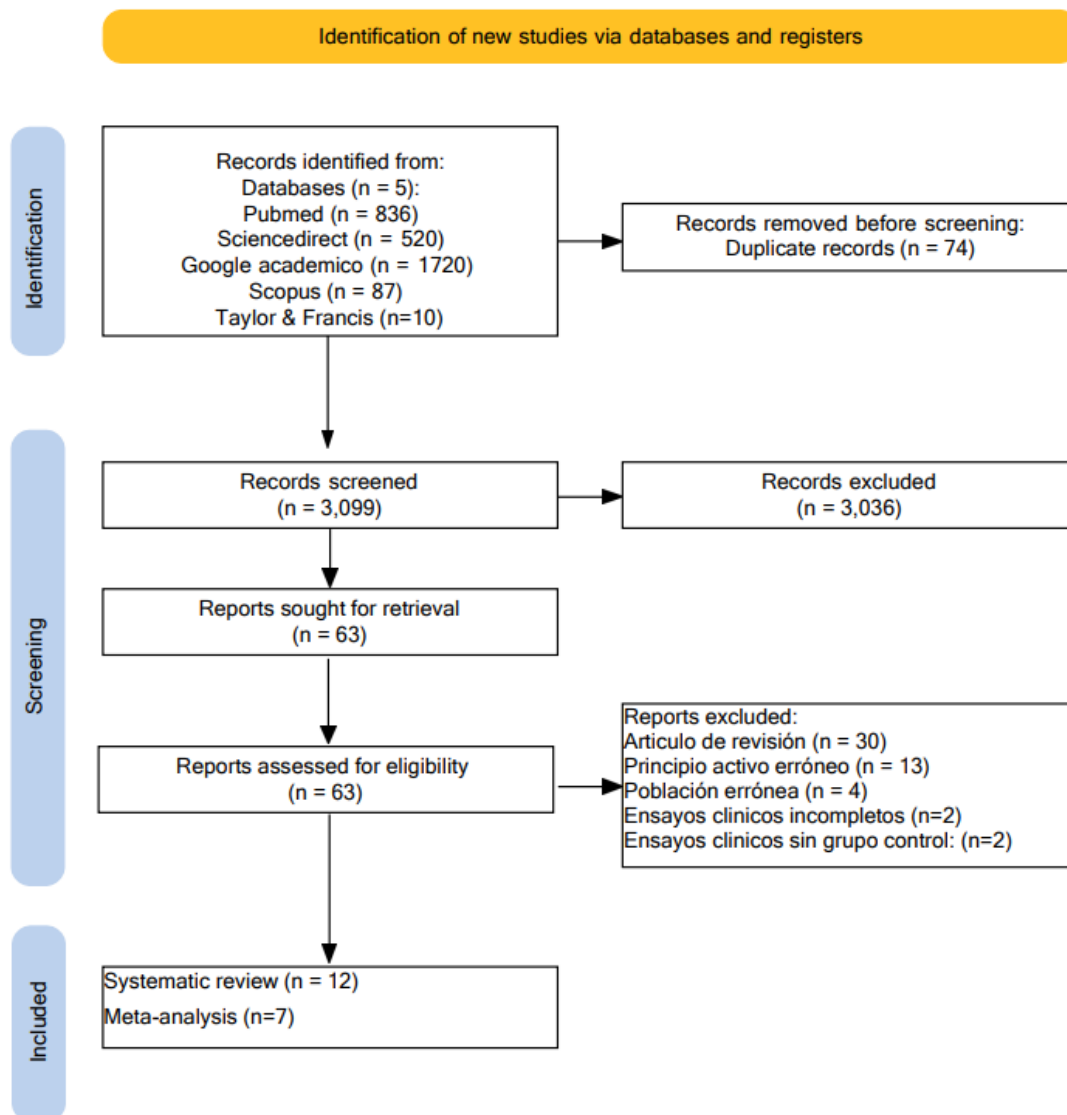 Identification of new studies via databases and registers
Identification
Records identified from:
Databases (n = 5):
Pubmed (n = 836)
Sciencedirect (n = 520)
Google academico (n = 1720)
Scopus (n = 87)
Taylor & Francis (n=10)
Records removed before screening:
Duplicate records (n = 74)
Screening
Records screened
(n = 3,099)
Records excluded
(n = 3,036)
Reports sought for retrieval
(n = 63)
Reports assessed for eligibility
(n = 63)
Reports excluded:
Articulo de revisión (n = 30)
Principio activo erróneo (n = 13)
Población errónea (n = 4)
Ensayos clinicos incompletos (n=2)
Ensayos clinicos sin grupo control: (n=2)
Included
Systematic review (n = 12)
Meta-analysis (n=7)